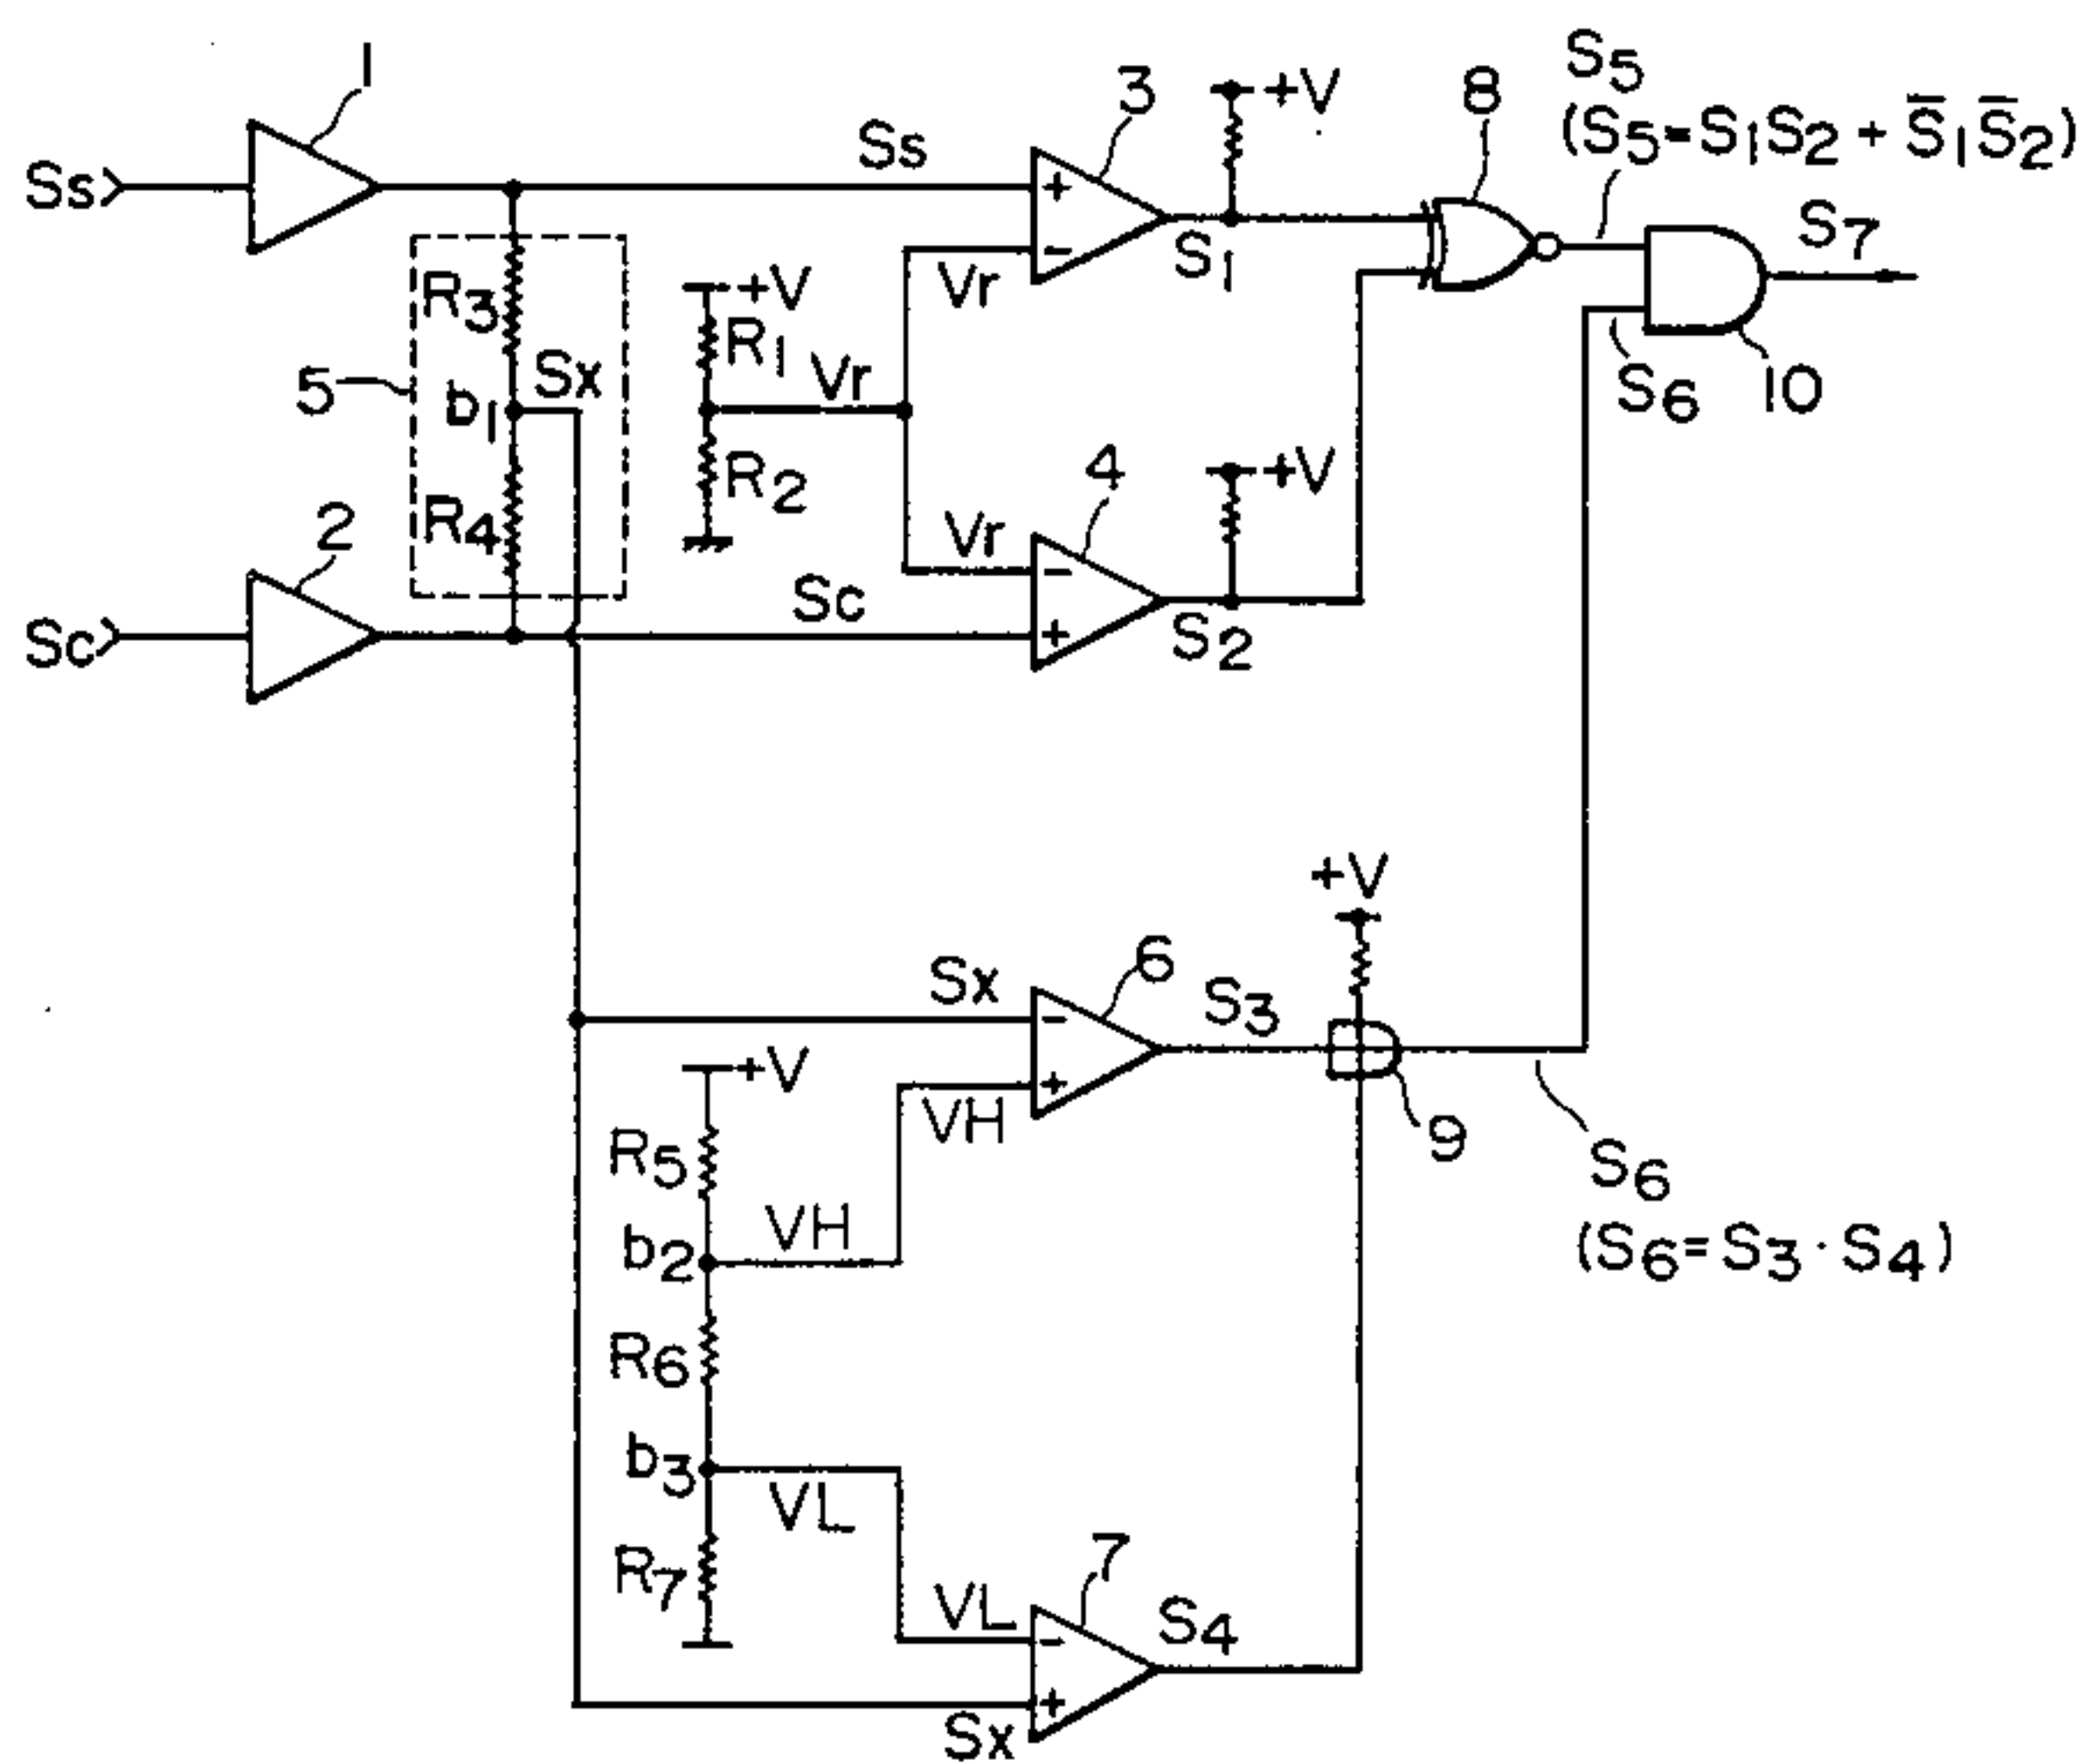 1
Ss
Ss
3
+V
8
S5
(S5=S1S2+S̅1S̅2)
S7
+
−
S1
R3
+V
R1
Vr
Vr
5
b1
Sx
S6
10
R4
R2
4
+V
2
Vr
−
+
S2
Sc
Sc
+V
Sx
6
S3
−
+
9
+V
VH
R5
S6
(S6=S3·S4)
b2
VH
R6
b3
VL
R7
7
VL
S4
−
+
Sx